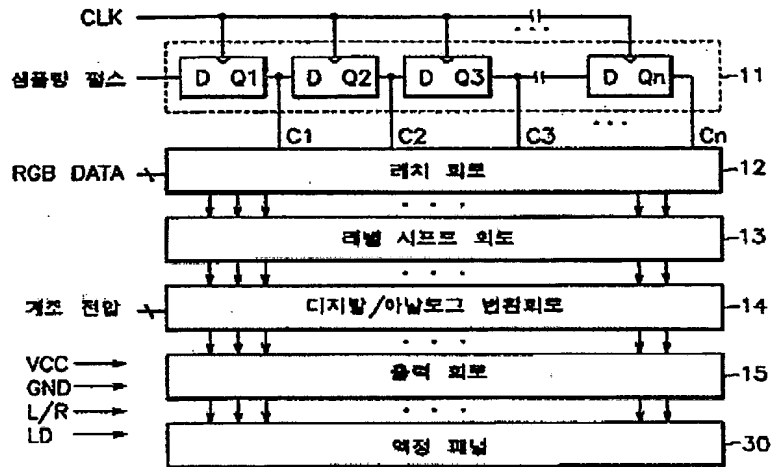 CLK
샘플링 펄스
D Q1 D Q2 D Q3 D Qn 11
C1 C2 C3 Cn
RGB DATA 래치 회로 12
레벨 시프트 회로 13
계조 전압 디지탈/아날로그 변환회로 14
VCC
GND
출력 회로 15
L/R
LD
액정 패널 30